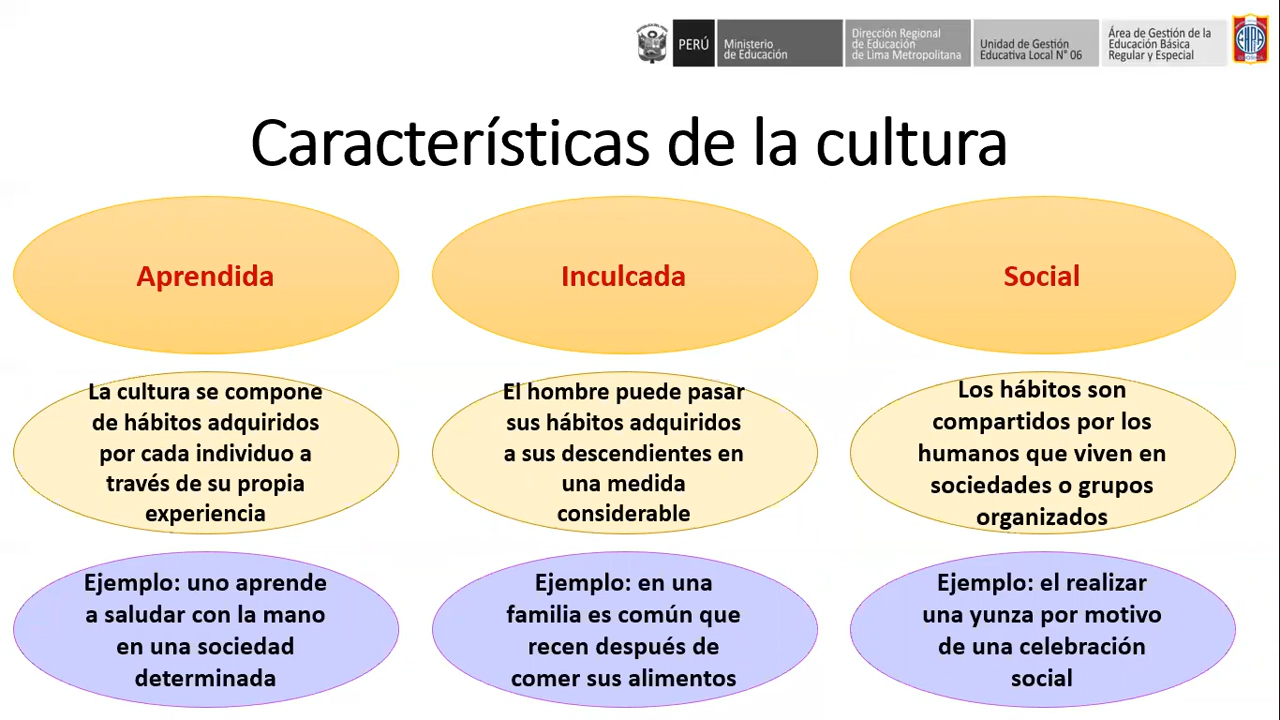 PERÚ
Ministerio
de Educación
Dirección Regional
de Educación
de Lima Metropolitana
Unidad de Gestión
Educativa Local N° 06
Área de Gestión de la
Educación Básica
Regular y Especial
Características de la cultura
Aprendida
Inculcada
Social
La cultura se compone
de hábitos adquiridos
por cada individuo a
través de su propia
experiencia
El hombre puede pasar
sus hábitos adquiridos
a sus descendientes en
una medida
considerable
Los hábitos son
compartidos por los
humanos que viven en
sociedades o grupos
organizados
Ejemplo: uno aprende
a saludar con la mano
en una sociedad
determinada
Ejemplo: en una
familia es común que
recen después de
comer sus alimentos
Ejemplo: el realizar
una yunza por motivo
de una celebración
social